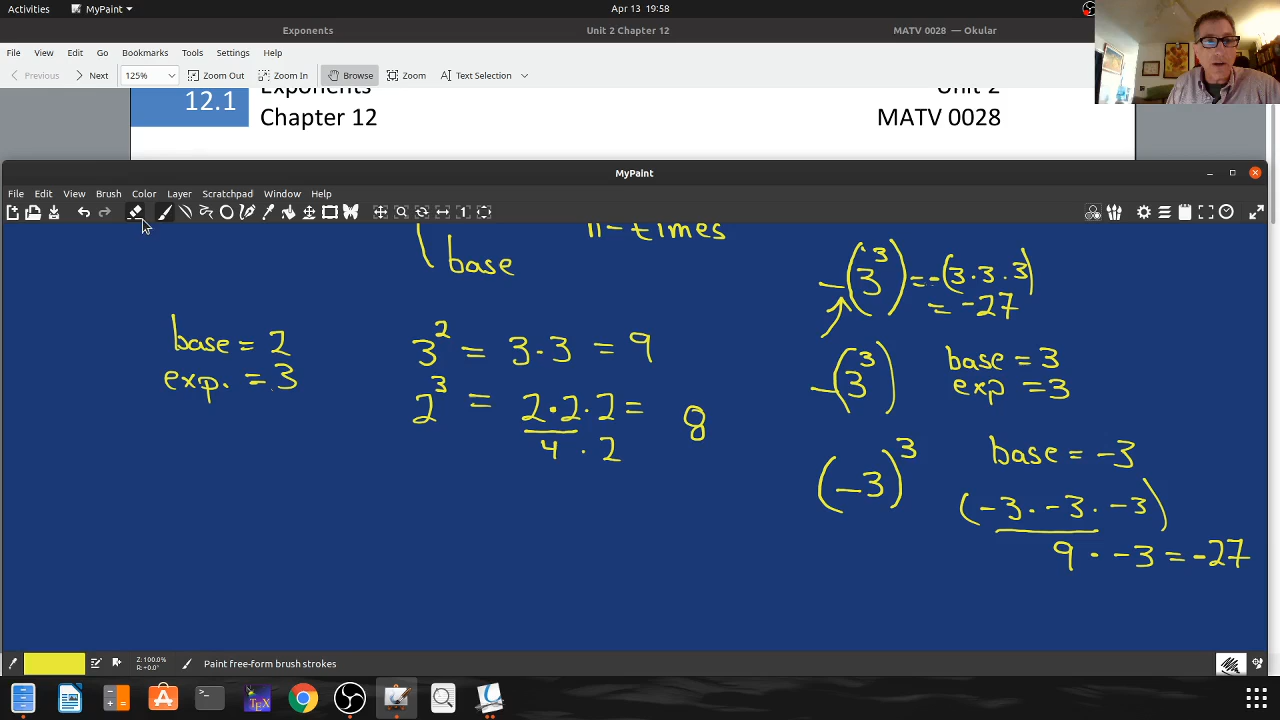 Activities
MyPaint
Apr 13 19:58
Exponents
Unit 2 Chapter 12
MATV 0028 — Okular
File Edit View Go Bookmarks Tools Settings Help
Previous Next 125% Zoom Out Zoom In Browse Zoom Text Selection
12.1
Exponents
Chapter 12
Unit 2
MATV 0028
MyPaint
File Edit View Brush Color Layer Scratchpad Window Help
n-times
base
base = 2
exp. = 3
3² = 3·3 = 9
2³ = 2·2·2 = 8
4 · 2
-(3³) = -(3·3·3)
= -27
-(3³)
base = 3
exp = 3
(-3)³
base = -3
(-3·-3·-3)
9 · -3 = -27
Z:100.0%
R:+0.0°
Paint free-form brush strokes